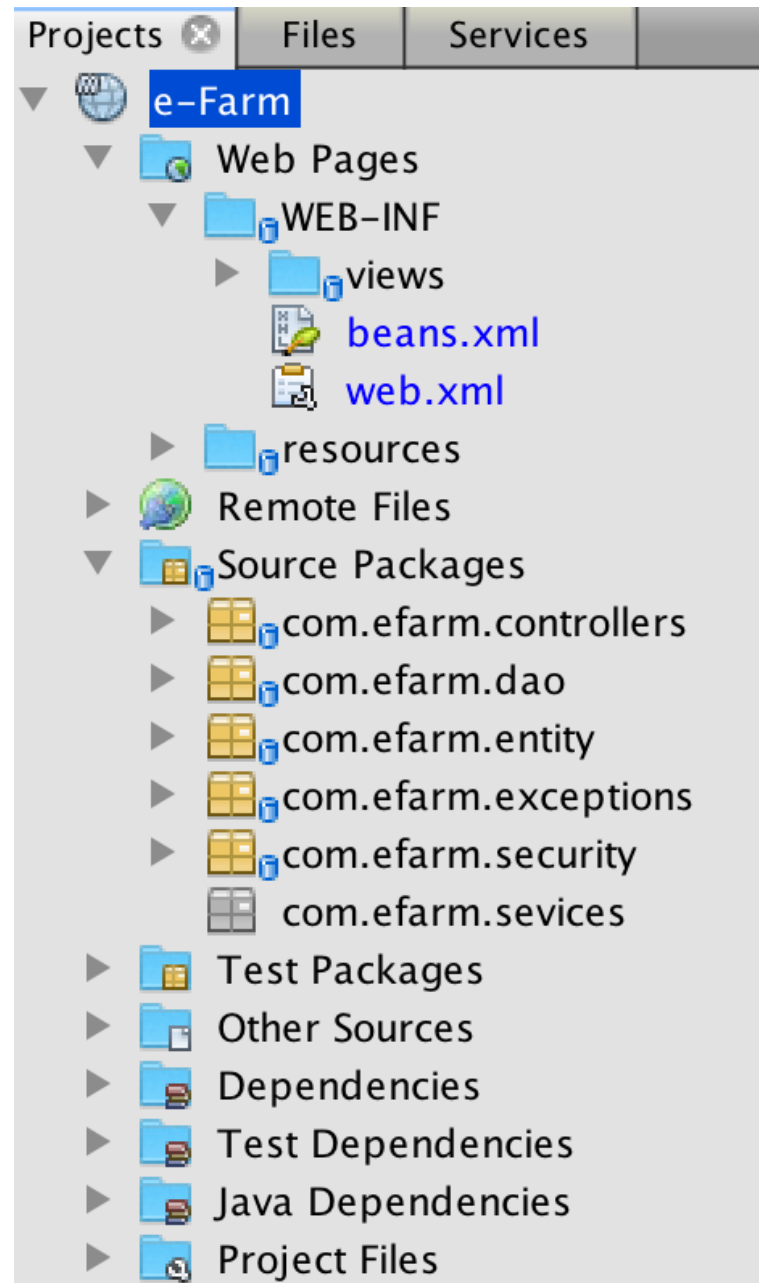 Projects Files Services
e-Farm
Web Pages
WEB-INF
views
beans.xml
web.xml
resources
Remote Files
Source Packages
com.efarm.controllers
com.efarm.dao
com.efarm.entity
com.efarm.exceptions
com.efarm.security
com.efarm.sevices
Test Packages
Other Sources
Dependencies
Test Dependencies
Java Dependencies
Project Files